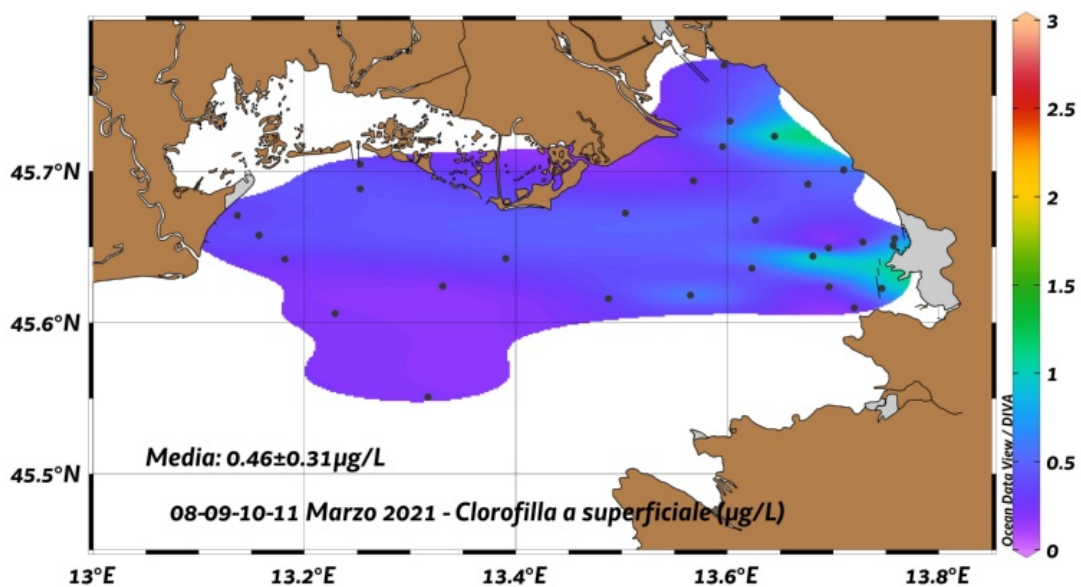 3
2.5
2
1.5
1
0.5
0
Ocean Data View / DIVA
45.7°N
45.6°N
45.5°N
Media: 0.46±0.31µg/L
08-09-10-11 Marzo 2021 - Clorofilla a superficiale (µg/L)
13°E 13.2°E 13.4°E 13.6°E 13.8°E